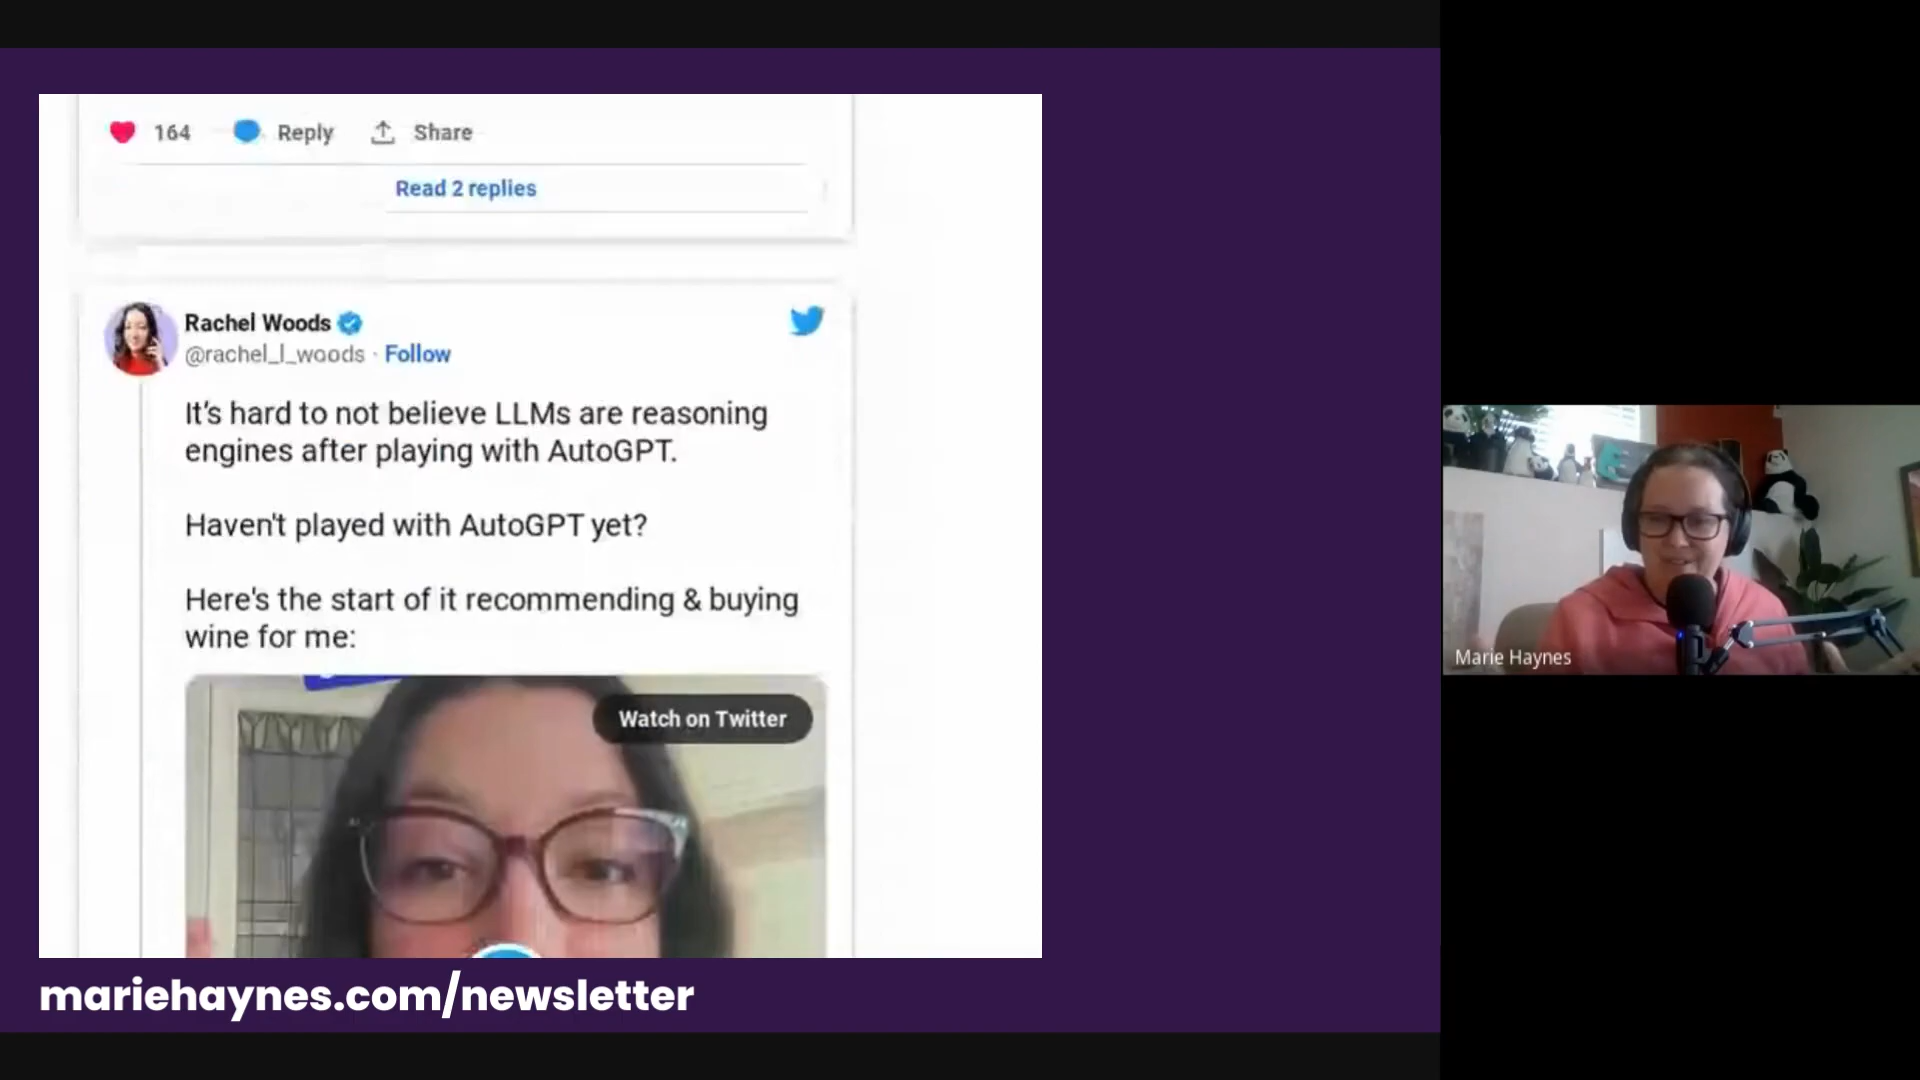 164 Reply Share
Read 2 replies
Rachel Woods
@rachel_l_woods · Follow
It's hard to not believe LLMs are reasoning
engines after playing with AutoGPT.
Haven't played with AutoGPT yet?
Here's the start of it recommending & buying
wine for me:
Watch on Twitter
Marie Haynes
mariehaynes.com/newsletter